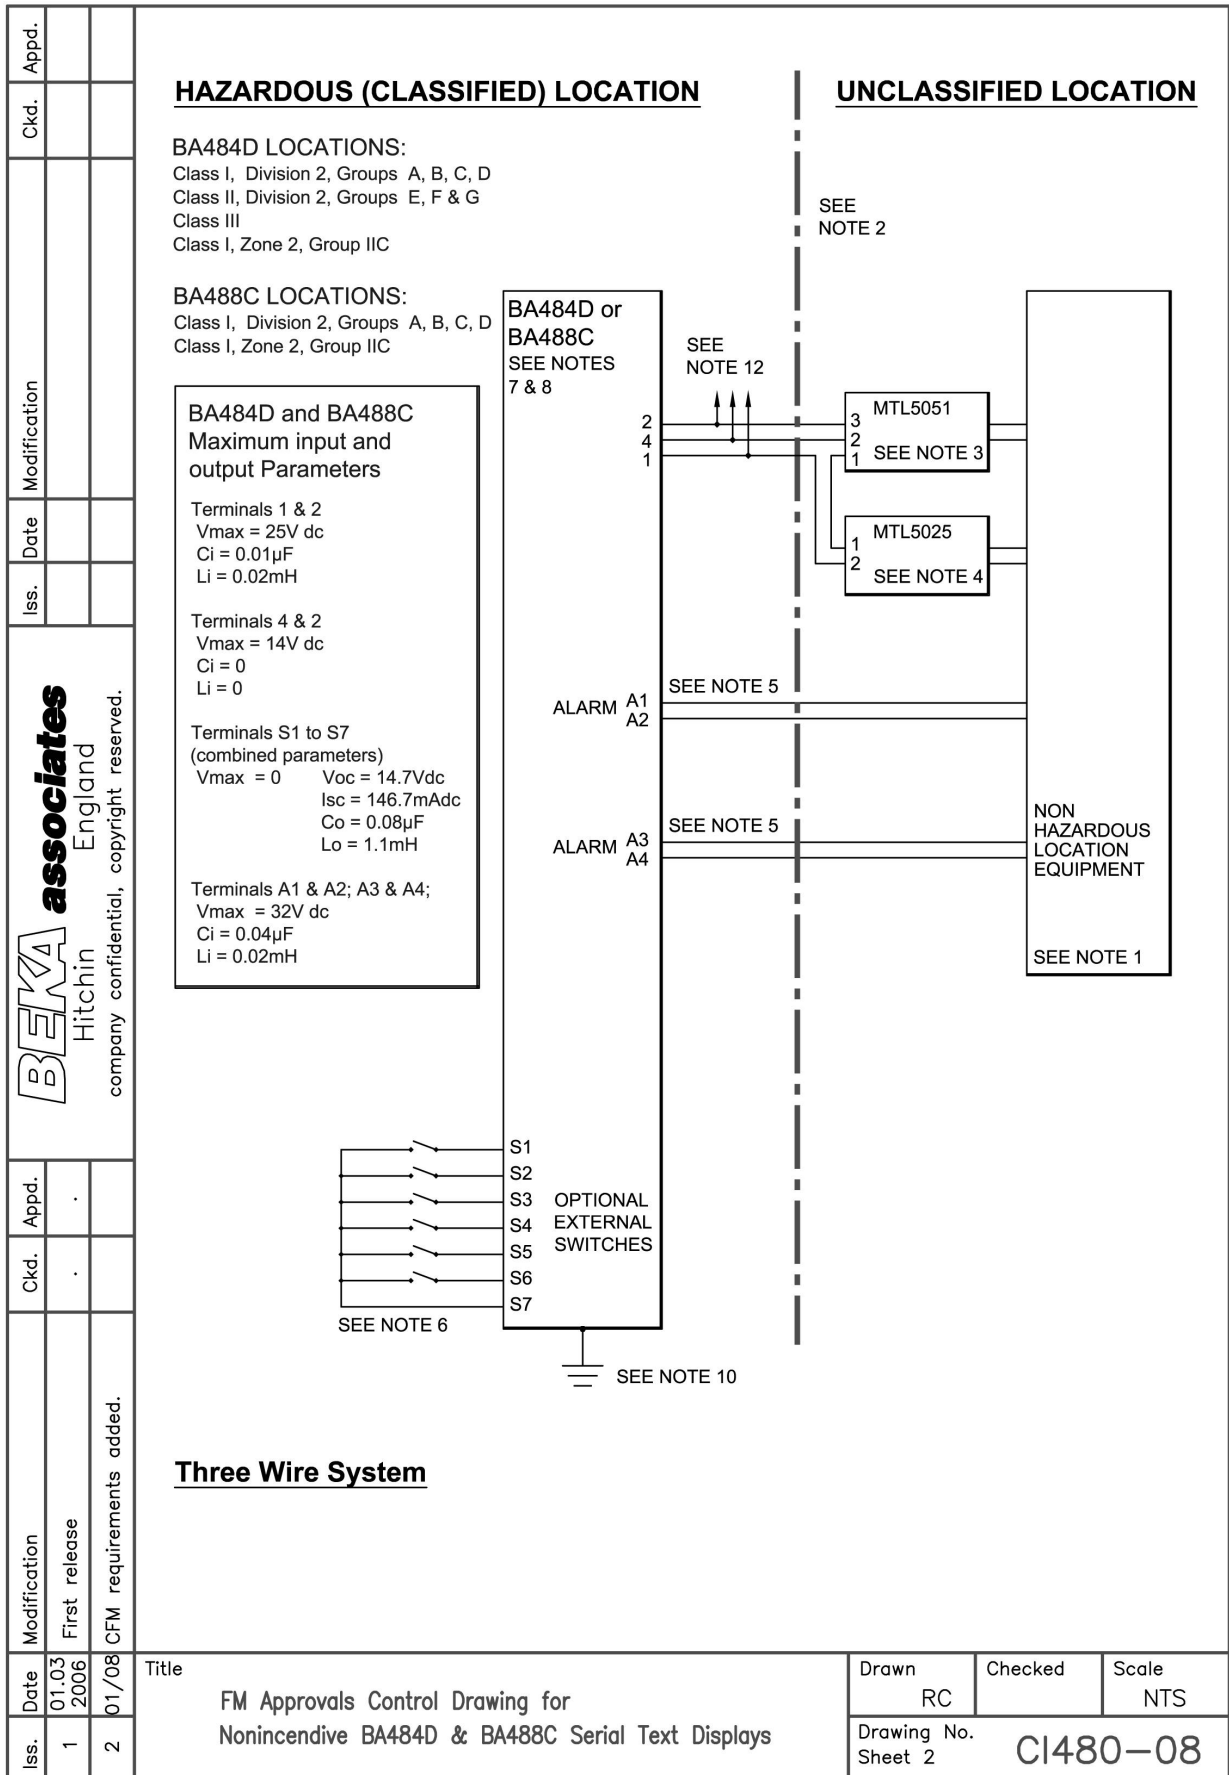 HAZARDOUS (CLASSIFIED) LOCATION
UNCLASSIFIED LOCATION
BA484D LOCATIONS:
Class I, Division 2, Groups A, B, C, D
Class II, Division 2, Groups E, F & G
Class III
Class I, Zone 2, Group IIC
SEE
NOTE 2
BA488C LOCATIONS:
Class I, Division 2, Groups A, B, C, D
Class I, Zone 2, Group IIC
BA484D or
BA488C
SEE NOTES
7 & 8
SEE
NOTE 12
2
4
1
3
2
1
MTL5051
SEE NOTE 3
1
2
MTL5025
SEE NOTE 4
BA484D and BA488C
Maximum input and
output Parameters
Terminals 1 & 2
Vmax = 25V dc
Ci = 0.01µF
Li = 0.02mH
Terminals 4 & 2
Vmax = 14V dc
Ci = 0
Li = 0
Terminals S1 to S7
(combined parameters)
Vmax = 0 Voc = 14.7Vdc
Isc = 146.7mAdc
Co = 0.08µF
Lo = 1.1mH
Terminals A1 & A2; A3 & A4;
Vmax = 32V dc
Ci = 0.04µF
Li = 0.02mH
ALARM A1
A2
SEE NOTE 5
ALARM A3
A4
SEE NOTE 5
NON
HAZARDOUS
LOCATION
EQUIPMENT
SEE NOTE 1
S1
S2
S3
S4
S5
S6
S7
OPTIONAL
EXTERNAL
SWITCHES
SEE NOTE 6
SEE NOTE 10
Three Wire System
Iss. Date Modification Ckd. Appd.
BEKA associates
Hitchin England
company confidential, copyright reserved.
Iss. Date Modification Ckd. Appd.
1 01.03 2006 First release . .
2 01/08 CFM requirements added.
Title
FM Approvals Control Drawing for
Nonincendive BA484D & BA488C Serial Text Displays
Drawn
RC
Checked
Scale
NTS
Drawing No.
Sheet 2
CI480-08